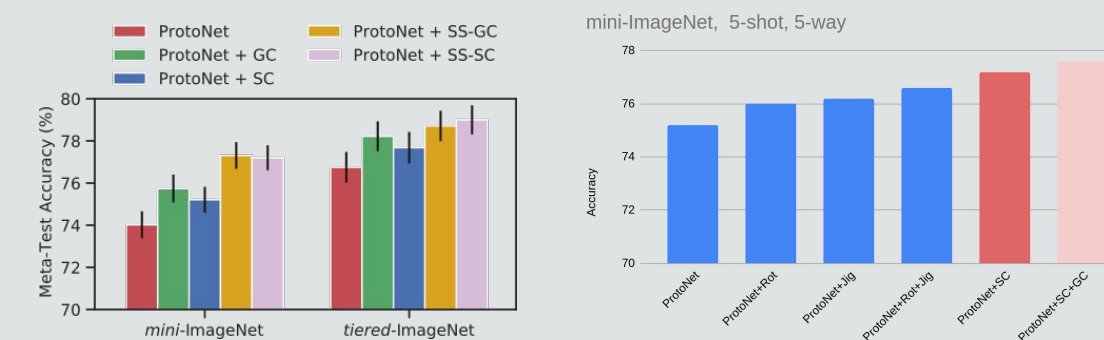 ProtoNet
ProtoNet + GC
ProtoNet + SC
ProtoNet + SS-GC
ProtoNet + SS-SC
Meta-Test Accuracy (%)
80
78
76
74
72
70
mini-ImageNet
tiered-ImageNet
mini-ImageNet, 5-shot, 5-way
Accuracy
78
76
74
72
70
ProtoNet
ProtoNet+Rot
ProtoNet+Jig
ProtoNet+Rot+Jig
ProtoNet+SC
ProtoNet+SC+GC